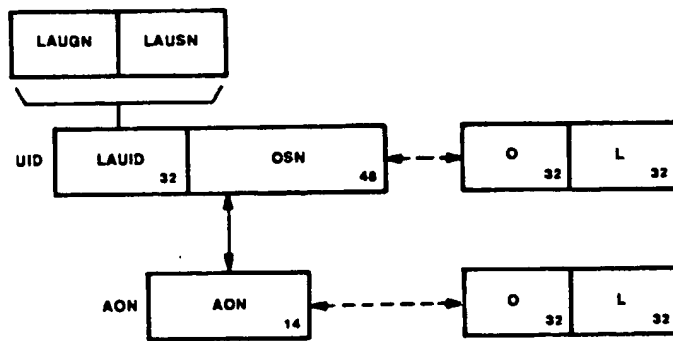 LAUGN LAUSN
UID LAUID 32 OSN 48 O 32 L 32
AON AON 14 O 32 L 32